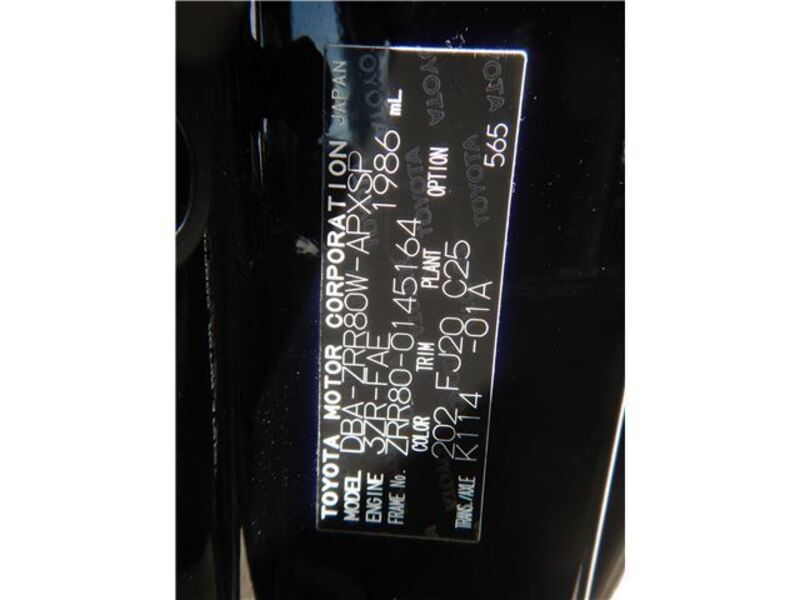 TOYOTA MOTOR CORPORATION JAPAN
MODEL DBA-ZRR80W-APXSP
ENGINE 3ZR-FAE 1986 mL
FRAME No. ZRR80-0145164
COLOR TRIM PLANT OPTION
202 FJ20 C25
TRANS./AXLE K114 -01A 565